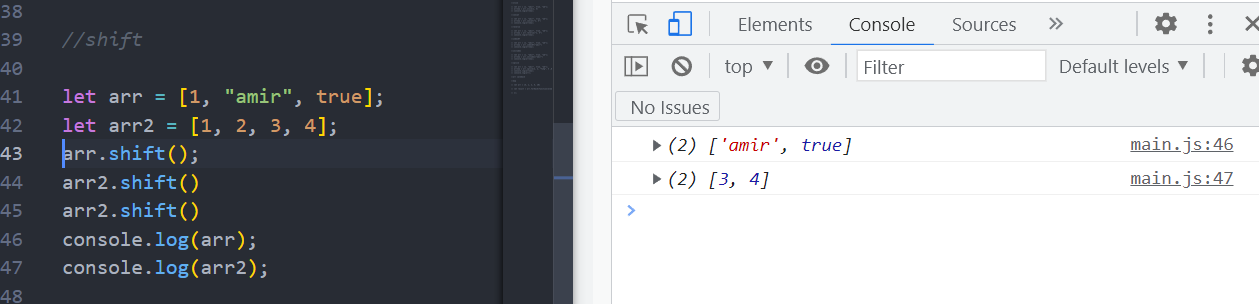 38
39 //shift
40
41 let arr = [1, "amir", true];
42 let arr2 = [1, 2, 3, 4];
43 arr.shift();
44 arr2.shift()
45 arr2.shift()
46 console.log(arr);
47 console.log(arr2);
48
Elements Console Sources
top Filter Default levels
No Issues
(2) ['amir', true] main.js:46
(2) [3, 4] main.js:47